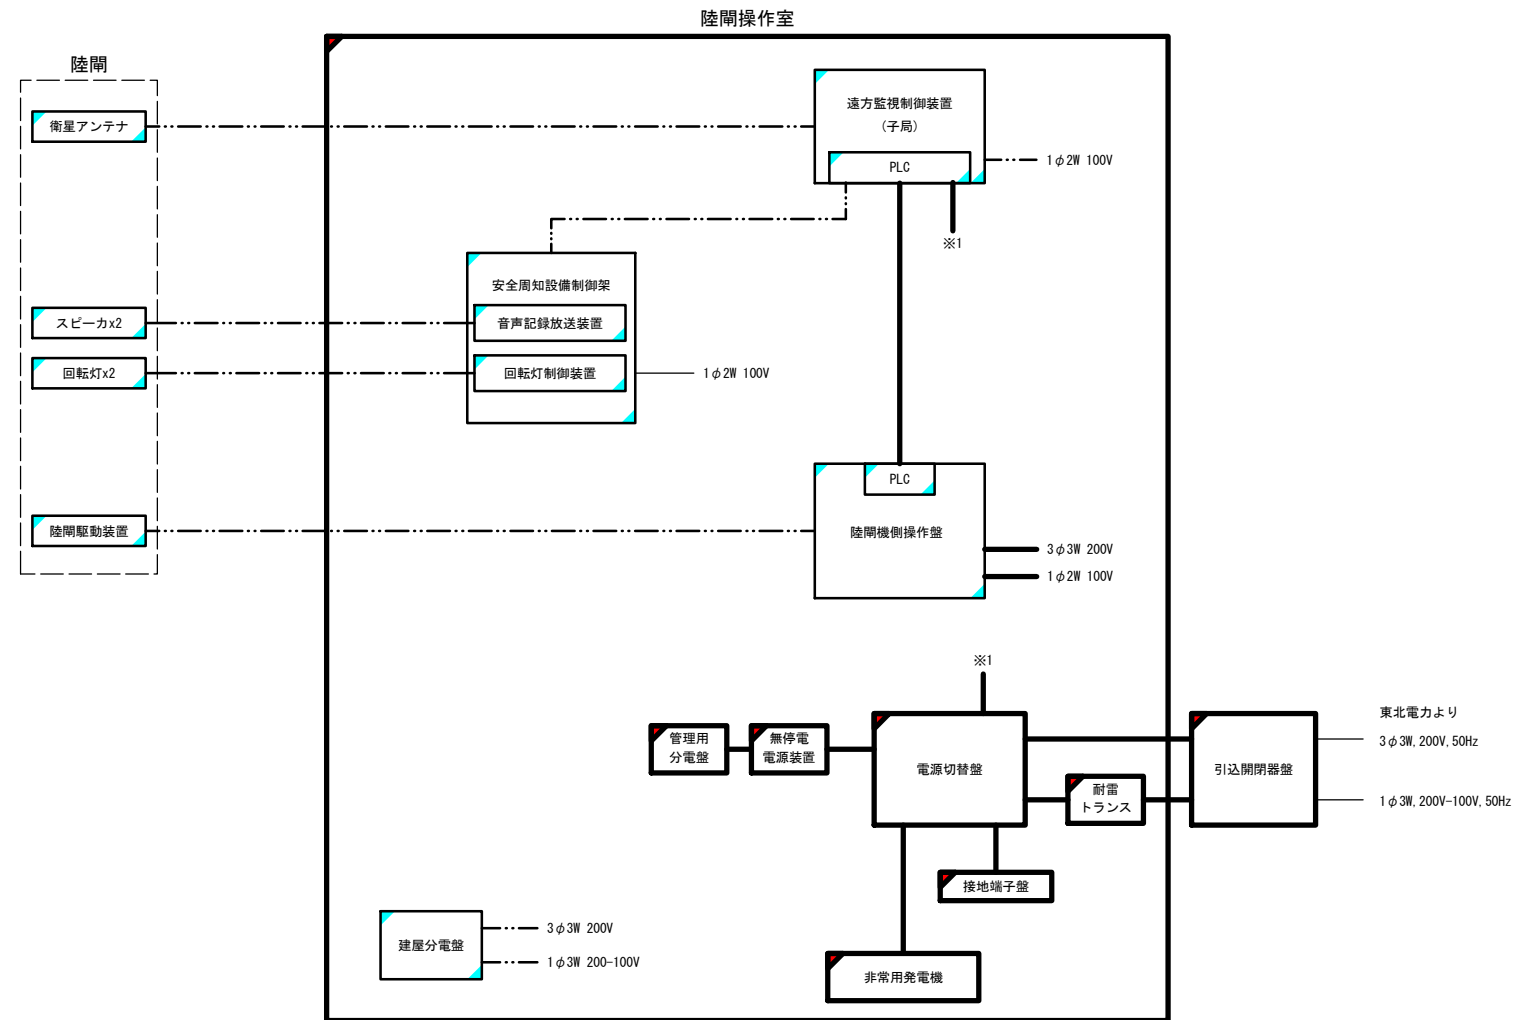 陸閘操作室
陸閘
衛星アンテナ
遠方監視制御装置
(子局)
PLC
1φ2W 100V
※1
安全周知設備制御架
音声記録放送装置
回転灯制御装置
1φ2W 100V
スピーカx2
回転灯x2
陸閘駆動装置
PLC
陸閘機側操作盤
3φ3W 200V
1φ2W 100V
※1
管理用
分電盤
無停電
電源装置
電源切替盤
耐雷
トランス
引込開閉器盤
東北電力より
3φ3W,200V,50Hz
1φ3W,200V-100V,50Hz
接地端子盤
非常用発電機
建屋分電盤
3φ3W 200V
1φ3W 200-100V